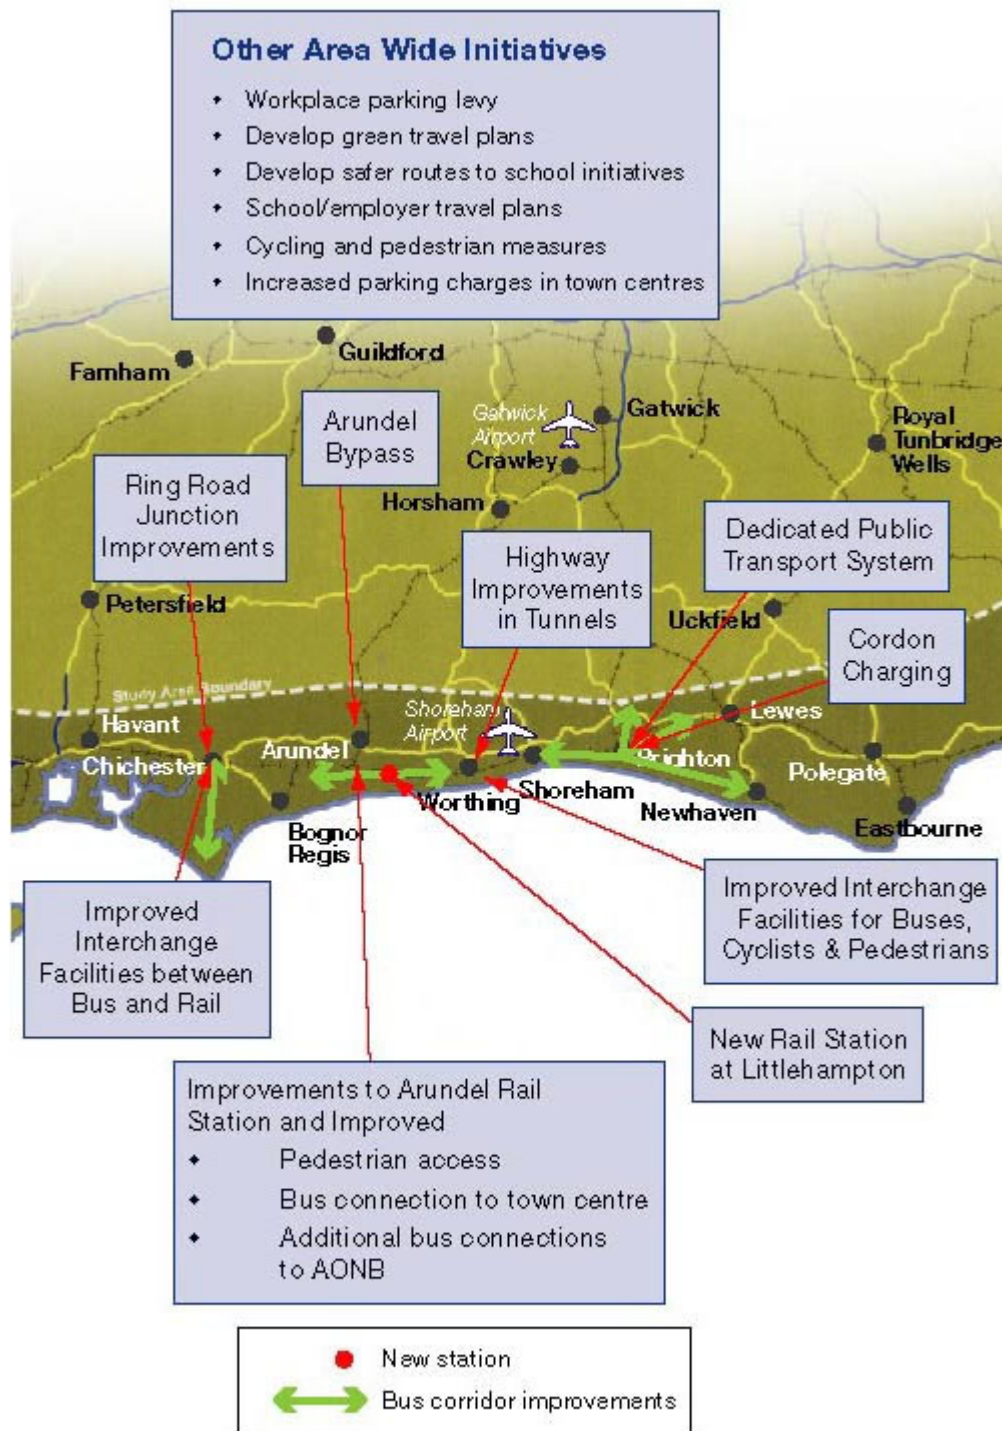 Other Area Wide Initiatives
• Workplace parking levy
• Develop green travel plans
• Develop safer routes to school initiatives
• School/employer travel plans
• Cycling and pedestrian measures
• Increased parking charges in town centres
Farnham
Guildford
Arundel
Bypass
Gatwick
Airport
Gatwick
Crawley
Royal
Tunbridge
Wells
Ring Road
Junction
Improvements
Horsham
Highway
Improvements
in Tunnels
Dedicated Public
Transport System
Petersfield
Uckfield
Cordon
Charging
Study Area Boundary
Havant
Chichester
Arundel
Shoreham
Airport
Lewes
Brighton
Polegate
Worthing
Shoreham
Newhaven
Eastbourne
Bognor
Regis
Improved
Interchange
Facilities between
Bus and Rail
Improved Interchange
Facilities for Buses,
Cyclists & Pedestrians
New Rail Station
at Littlehampton
Improvements to Arundel Rail
Station and Improved
◆ Pedestrian access
◆ Bus connection to town centre
◆ Additional bus connections
to AONB
New station
Bus corridor improvements